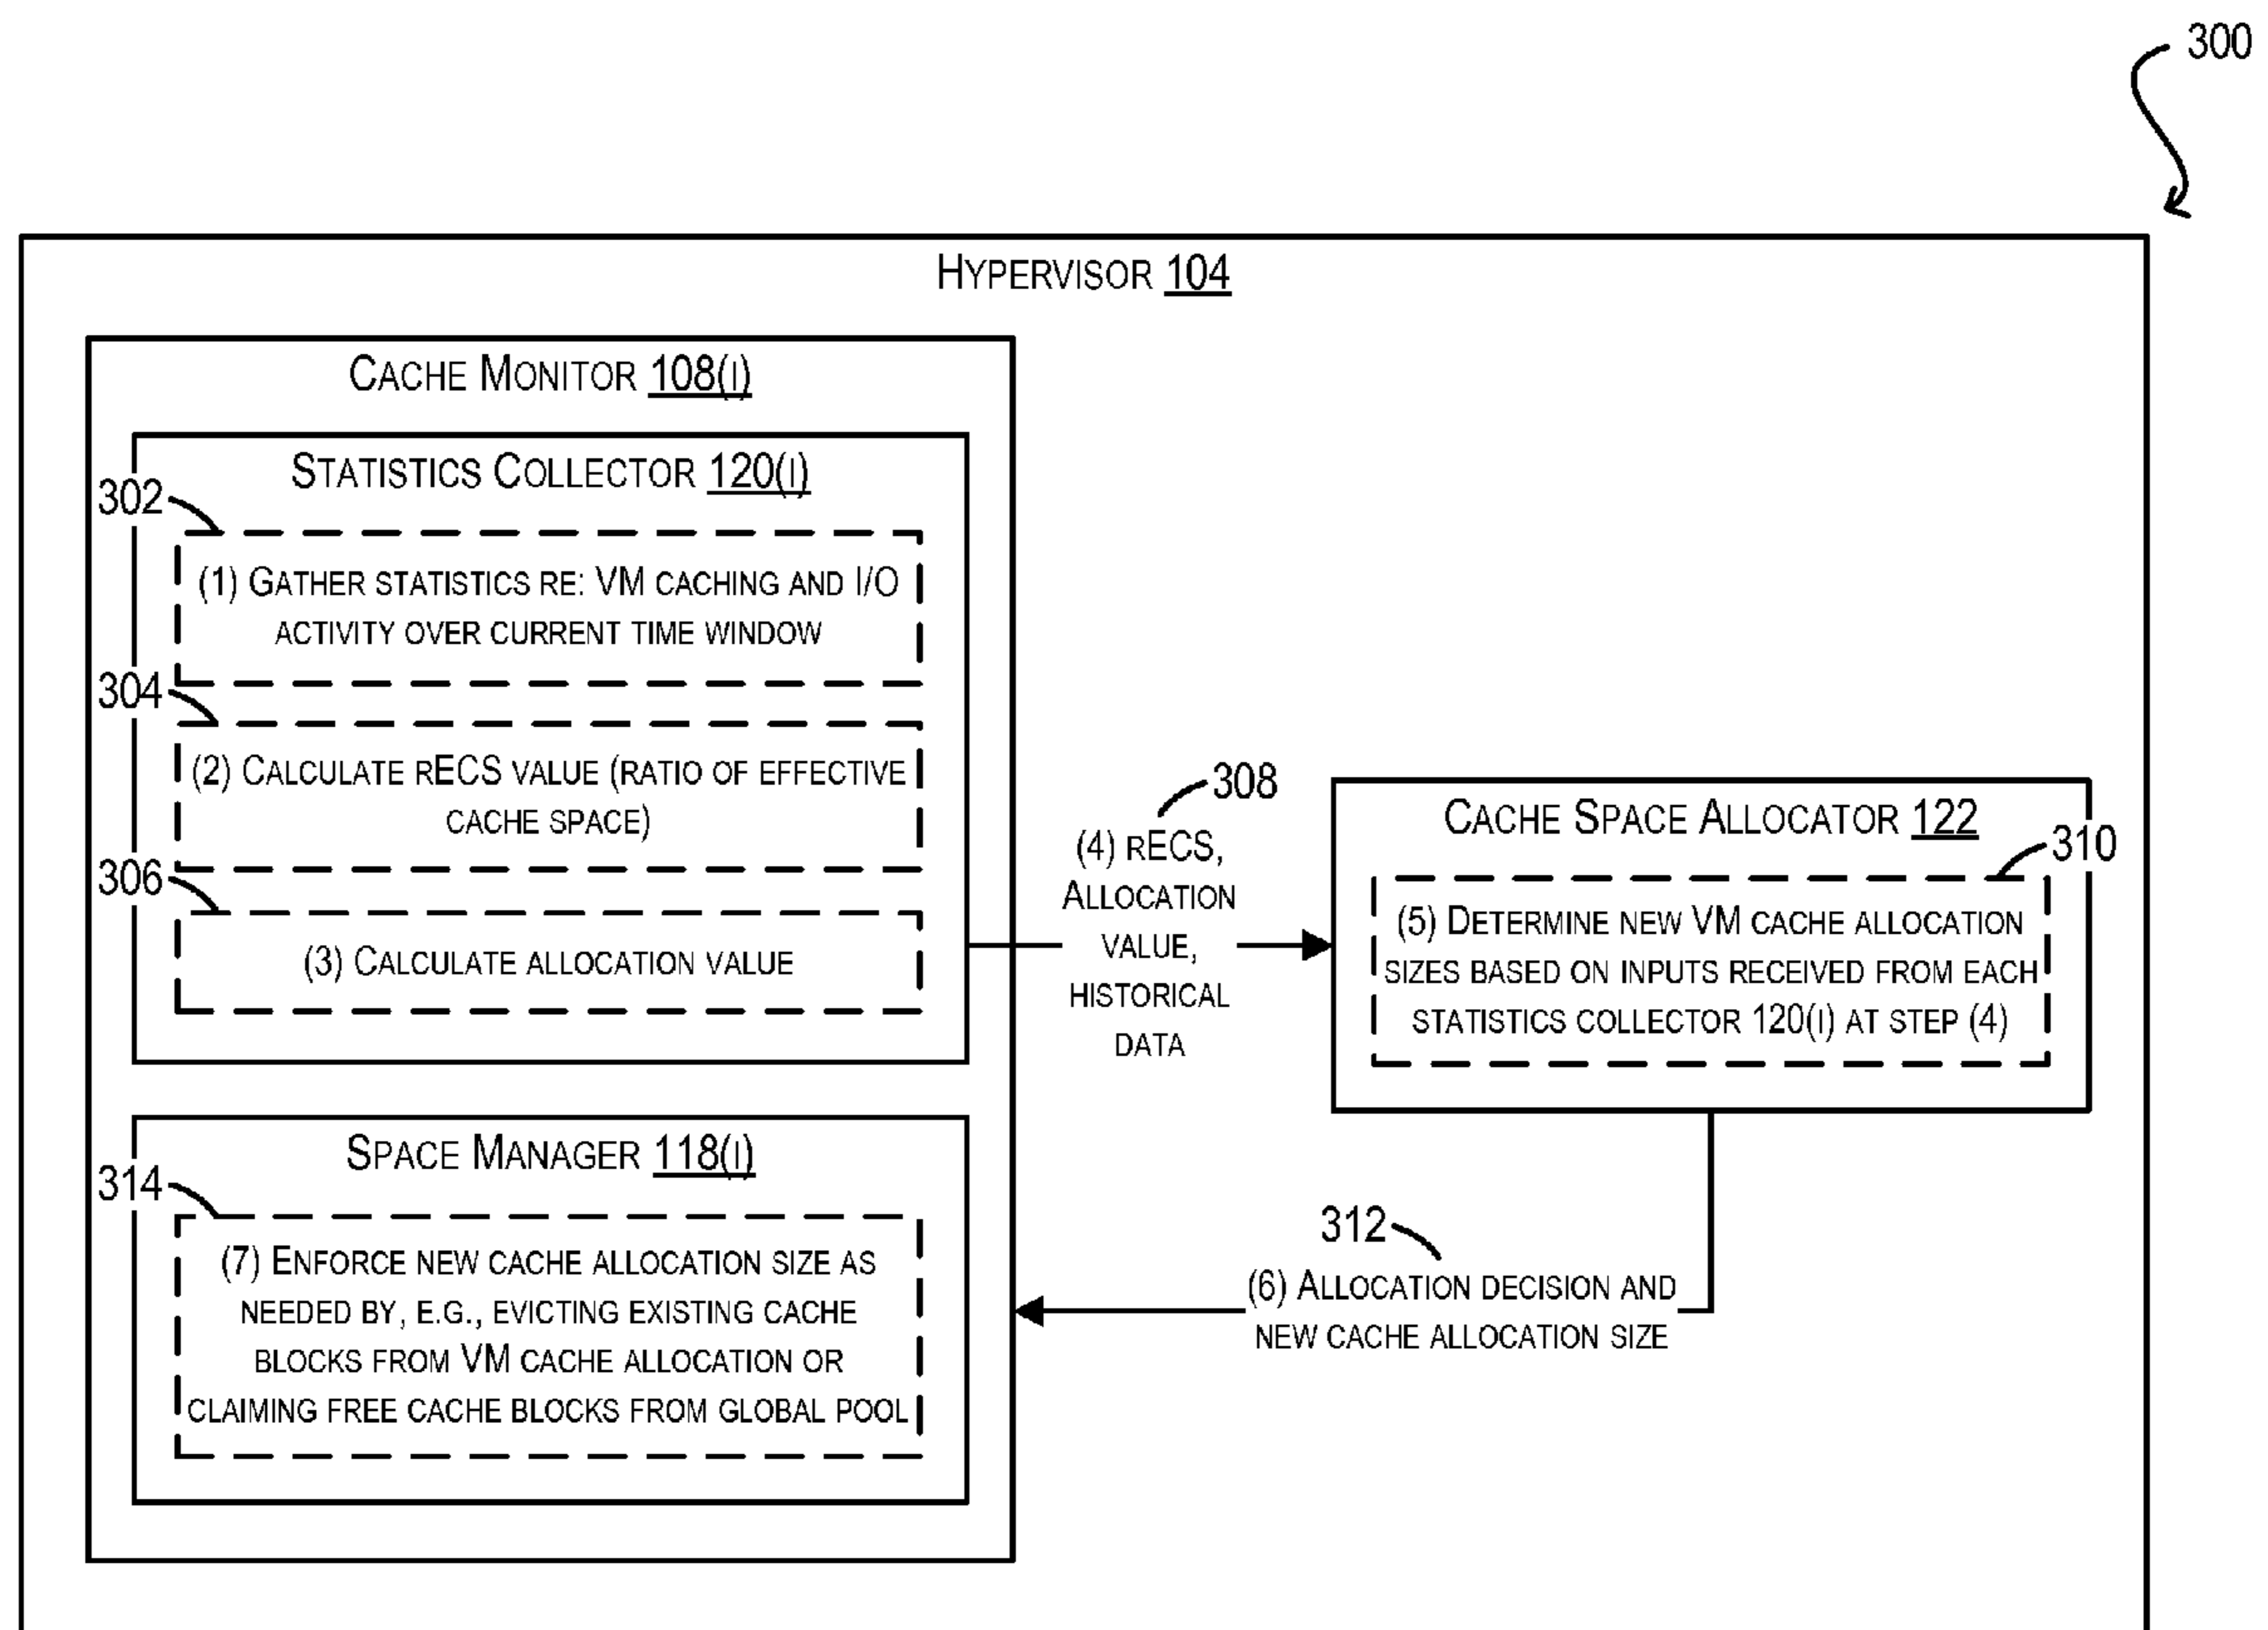 300
HYPERVISOR 104
CACHE MONITOR 108(I)
STATISTICS COLLECTOR 120(I)
302
(1) GATHER STATISTICS RE: VM CACHING AND I/O
ACTIVITY OVER CURRENT TIME WINDOW
304
(2) CALCULATE RECS VALUE (RATIO OF EFFECTIVE
CACHE SPACE)
306
(3) CALCULATE ALLOCATION VALUE
308
(4) RECS,
ALLOCATION
VALUE,
HISTORICAL
DATA
CACHE SPACE ALLOCATOR 122
310
(5) DETERMINE NEW VM CACHE ALLOCATION
SIZES BASED ON INPUTS RECEIVED FROM EACH
STATISTICS COLLECTOR 120(I) AT STEP (4)
312
(6) ALLOCATION DECISION AND
NEW CACHE ALLOCATION SIZE
SPACE MANAGER 118(I)
314
(7) ENFORCE NEW CACHE ALLOCATION SIZE AS
NEEDED BY, E.G., EVICTING EXISTING CACHE
BLOCKS FROM VM CACHE ALLOCATION OR
CLAIMING FREE CACHE BLOCKS FROM GLOBAL POOL